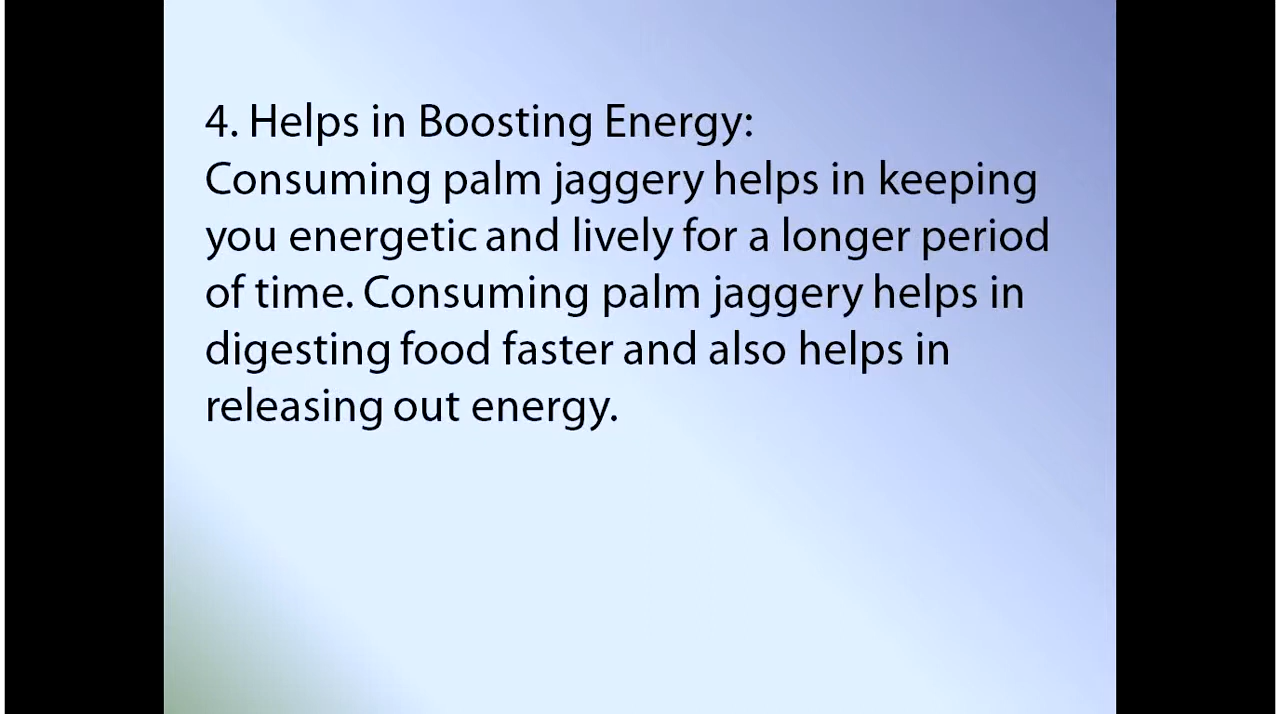 4. Helps in Boosting Energy:
Consuming palm jaggery helps in keeping
you energetic and lively for a longer period
of time. Consuming palm jaggery helps in
digesting food faster and also helps in
releasing out energy.